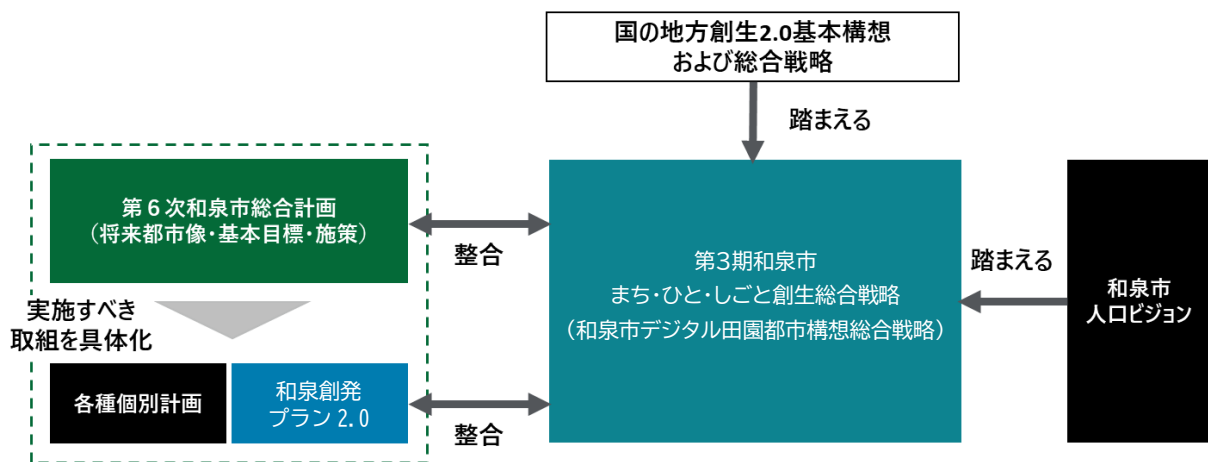 国の地方創生2.0基本構想
および総合戦略
踏まえる
第６次和泉市総合計画
（将来都市像・基本目標・施策）
整合
実施すべき
取組を具体化
各種個別計画
和泉創発
プラン 2.0
整合
第3期和泉市
まち・ひと・しごと創生総合戦略
（和泉市デジタル田園都市構想総合戦略）
踏まえる
和泉市
人口ビジョン